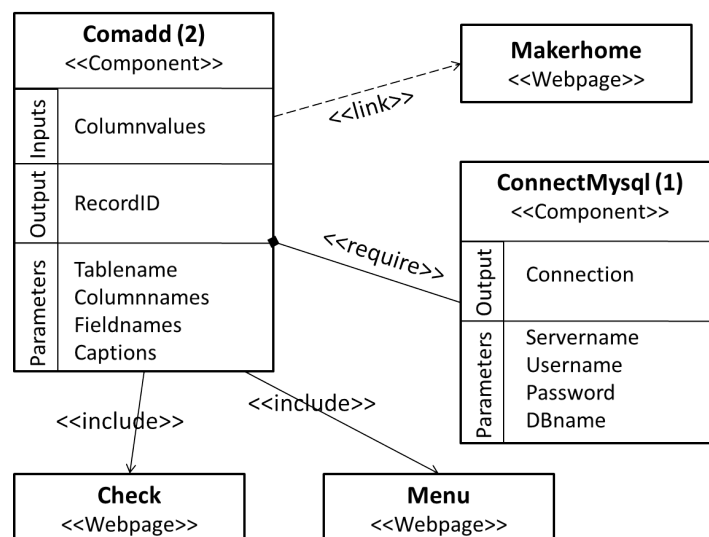 Comadd (2)
<<Component>>
Inputs
Columnvalues
Output
RecordID
Parameters
Tablename
Columnnames
Fieldnames
Captions
<<link>>
Makerhome
<<Webpage>>
<<require>>
ConnectMysql (1)
<<Component>>
Output
Connection
Parameters
Servername
Username
Password
DBname
<<include>>
<<include>>
Check
<<Webpage>>
Menu
<<Webpage>>